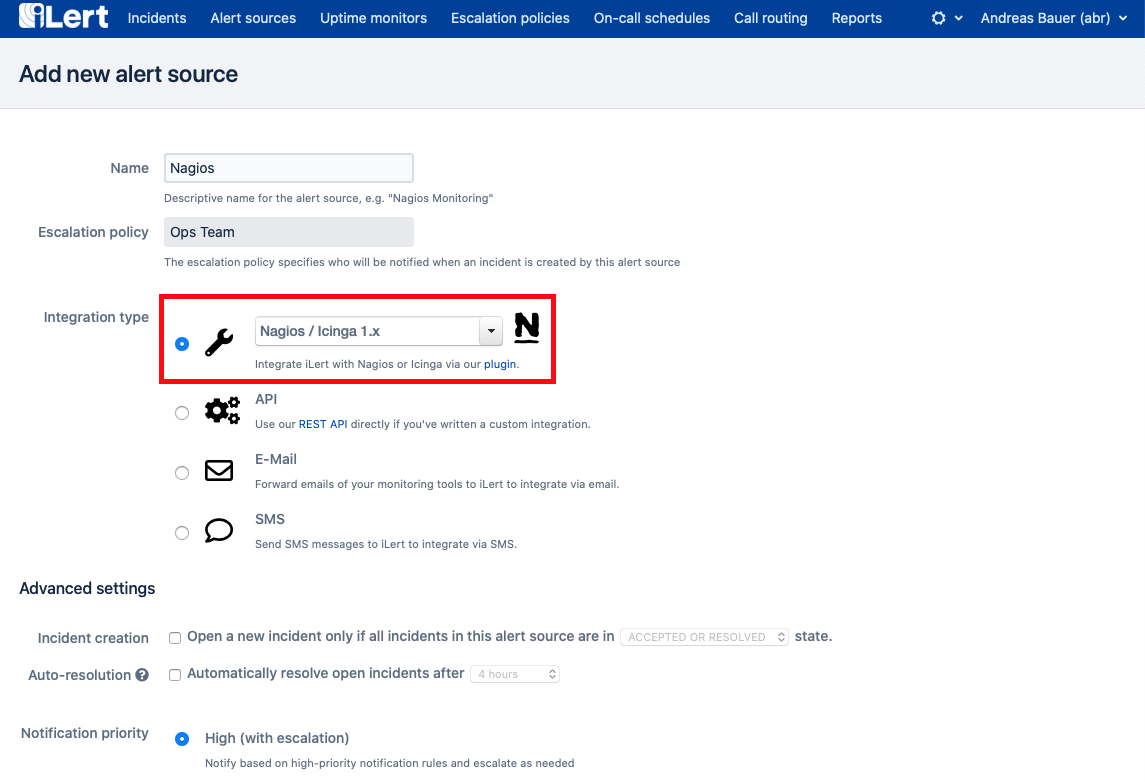 iLert Incidents Alert sources Uptime monitors Escalation policies On-call schedules Call routing Reports Andreas Bauer (abr)
Add new alert source
Name Nagios
Descriptive name for the alert source, e.g. "Nagios Monitoring"
Escalation policy Ops Team
The escalation policy specifies who will be notified when an incident is created by this alert source
Integration type
Nagios / Icinga 1.x N
Integrate iLert with Nagios or Icinga via our plugin.
API
Use our REST API directly if you've written a custom integration.
E-Mail
Forward emails of your monitoring tools to iLert to integrate via email.
SMS
Send SMS messages to iLert to integrate via SMS.
Advanced settings
Incident creation Open a new incident only if all incidents in this alert source are in ACCEPTED OR RESOLVED state.
Auto-resolution ? Automatically resolve open incidents after 4 hours
Notification priority High (with escalation)
Notify based on high-priority notification rules and escalate as needed